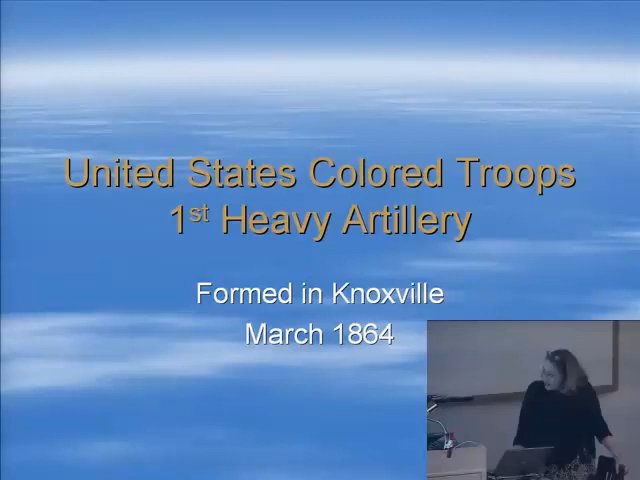 United States Colored Troops
1st Heavy Artillery
Formed in Knoxville
March 1864